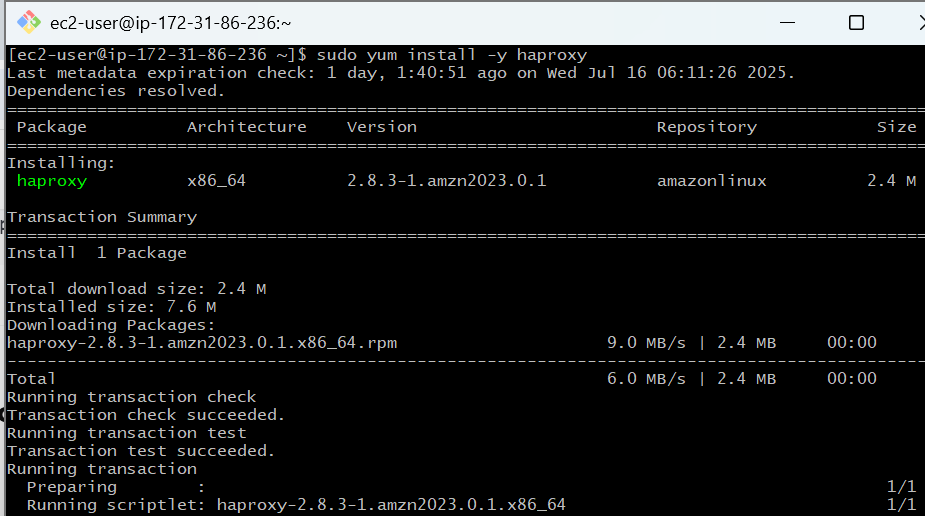 ec2-user@ip-172-31-86-236:~
[ec2-user@ip-172-31-86-236 ~]$ sudo yum install -y haproxy
Last metadata expiration check: 1 day, 1:40:51 ago on Wed Jul 16 06:11:26 2025.
Dependencies resolved.
================================================================================
Package Architecture Version Repository Size
================================================================================
Installing:
haproxy x86_64 2.8.3-1.amzn2023.0.1 amazonlinux 2.4 M
Transaction Summary
================================================================================
Install 1 Package
Total download size: 2.4 M
Installed size: 7.6 M
Downloading Packages:
haproxy-2.8.3-1.amzn2023.0.1.x86_64.rpm 9.0 MB/s | 2.4 MB 00:00
--------------------------------------------------------------------------------
Total 6.0 MB/s | 2.4 MB 00:00
Running transaction check
Transaction check succeeded.
Running transaction test
Transaction test succeeded.
Running transaction
Preparing : 1/1
Running scriptlet: haproxy-2.8.3-1.amzn2023.0.1.x86_64 1/1